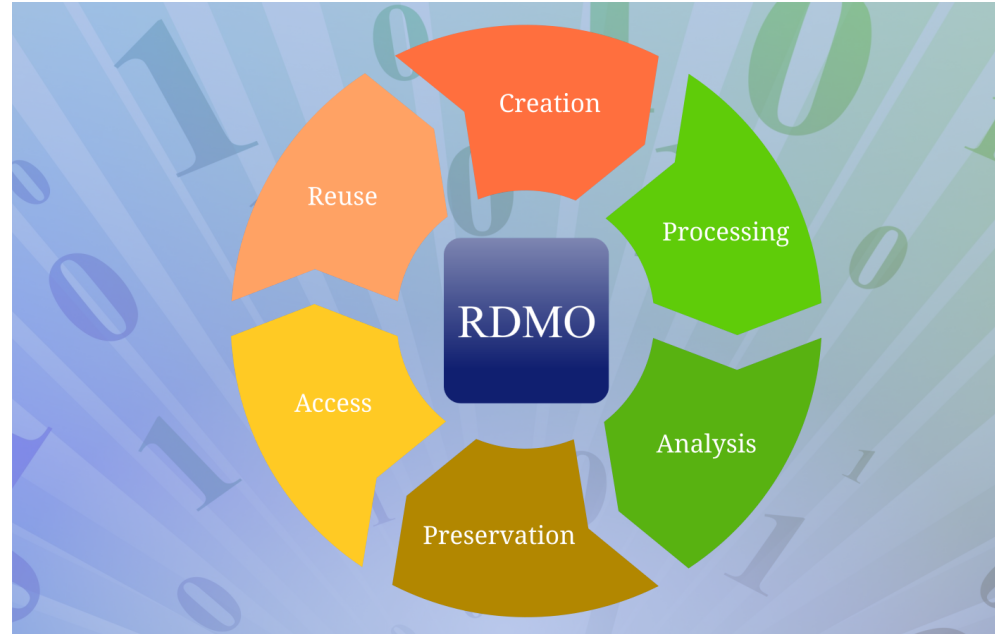 Creation
Processing
Analysis
Preservation
Access
Reuse
RDMO